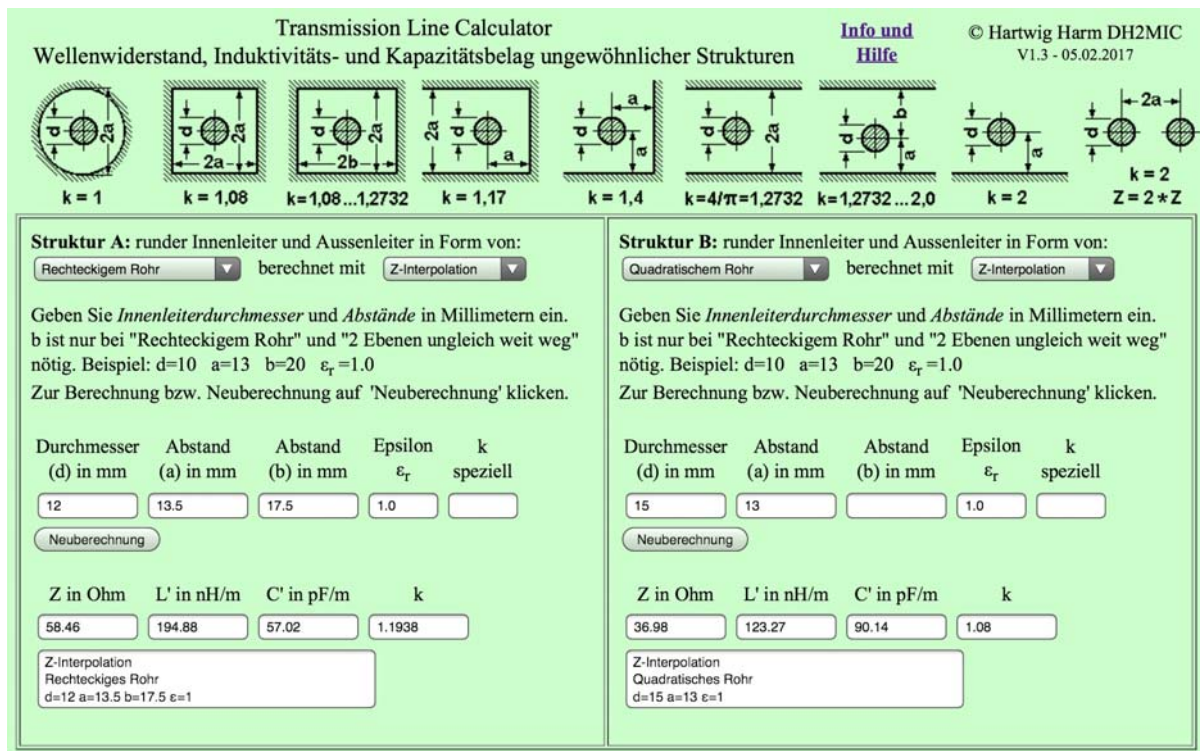 Transmission Line Calculator
Wellenwiderstand, Induktivitäts- und Kapazitätsbelag ungewöhnlicher Strukturen
Info und
Hilfe
© Hartwig Harm DH2MIC
V1.3 - 05.02.2017
d 2a
k = 1
d 2a 2a
k = 1,08
d 2a 2b
k=1,08...1,2732
2a d a
k = 1,17
d a a
k = 1,4
d 2a
k=4/π=1,2732
d b a
k=1,2732 ... 2,0
d a
k = 2
2a d
k = 2
Z = 2 * Z
Struktur A: runder Innenleiter und Aussenleiter in Form von:
Rechteckigem Rohr berechnet mit Z-Interpolation
Geben Sie Innenleiterdurchmesser und Abstände in Millimetern ein.
b ist nur bei "Rechteckigem Rohr" und "2 Ebenen ungleich weit weg"
nötig. Beispiel: d=10 a=13 b=20 εr=1.0
Zur Berechnung bzw. Neuberechnung auf 'Neuberechnung' klicken.
Durchmesser Abstand Abstand Epsilon k
(d) in mm (a) in mm (b) in mm εr speziell
12 13.5 17.5 1.0
Neuberechnung
Z in Ohm L' in nH/m C' in pF/m k
58.46 194.88 57.02 1.1938
Z-Interpolation
Rechteckiges Rohr
d=12 a=13.5 b=17.5 ε=1
Struktur B: runder Innenleiter und Aussenleiter in Form von:
Quadratischem Rohr berechnet mit Z-Interpolation
Geben Sie Innenleiterdurchmesser und Abstände in Millimetern ein.
b ist nur bei "Rechteckigem Rohr" und "2 Ebenen ungleich weit weg"
nötig. Beispiel: d=10 a=13 b=20 εr=1.0
Zur Berechnung bzw. Neuberechnung auf 'Neuberechnung' klicken.
Durchmesser Abstand Abstand Epsilon k
(d) in mm (a) in mm (b) in mm εr speziell
15 13 1.0
Neuberechnung
Z in Ohm L' in nH/m C' in pF/m k
36.98 123.27 90.14 1.08
Z-Interpolation
Quadratisches Rohr
d=15 a=13 ε=1